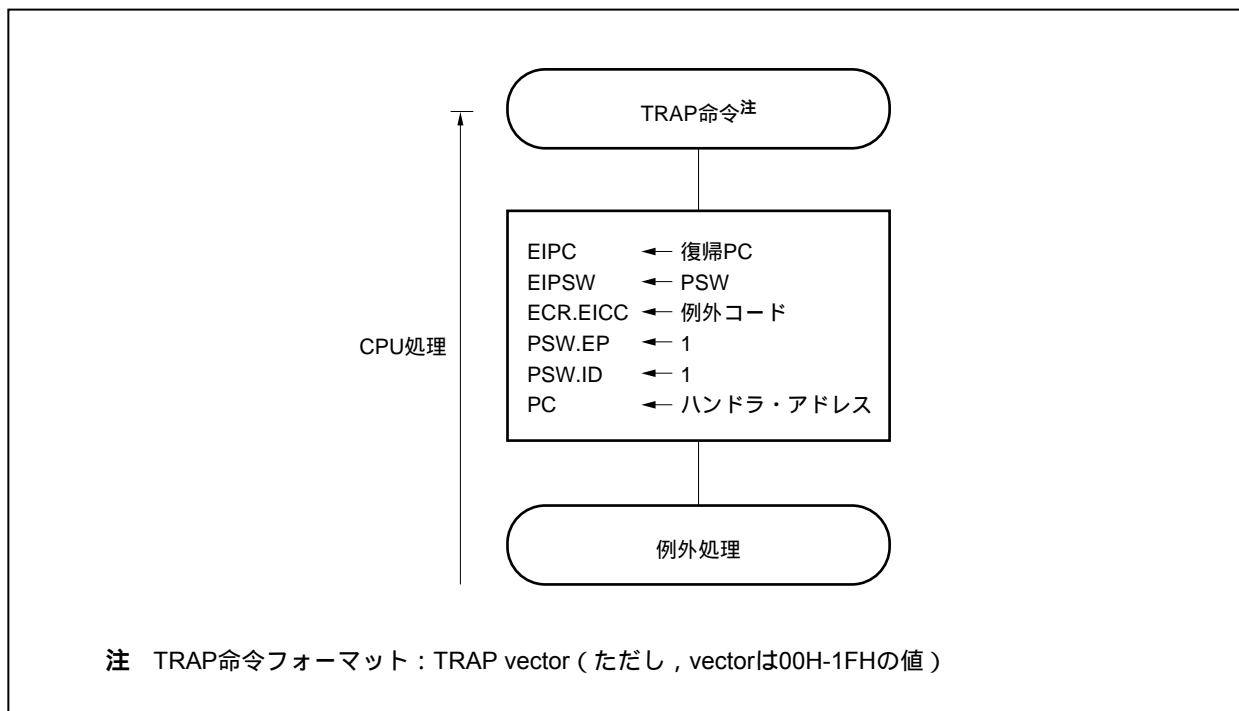 TRAP命令注
EIPC ← 復帰PC
EIPSW ← PSW
ECR.EICC ← 例外コード
PSW.EP ← 1
PSW.ID ← 1
PC ← ハンドラ・アドレス
CPU処理
例外処理
注 TRAP命令フォーマット：TRAP vector（ただし，vectorは00H-1FHの値）